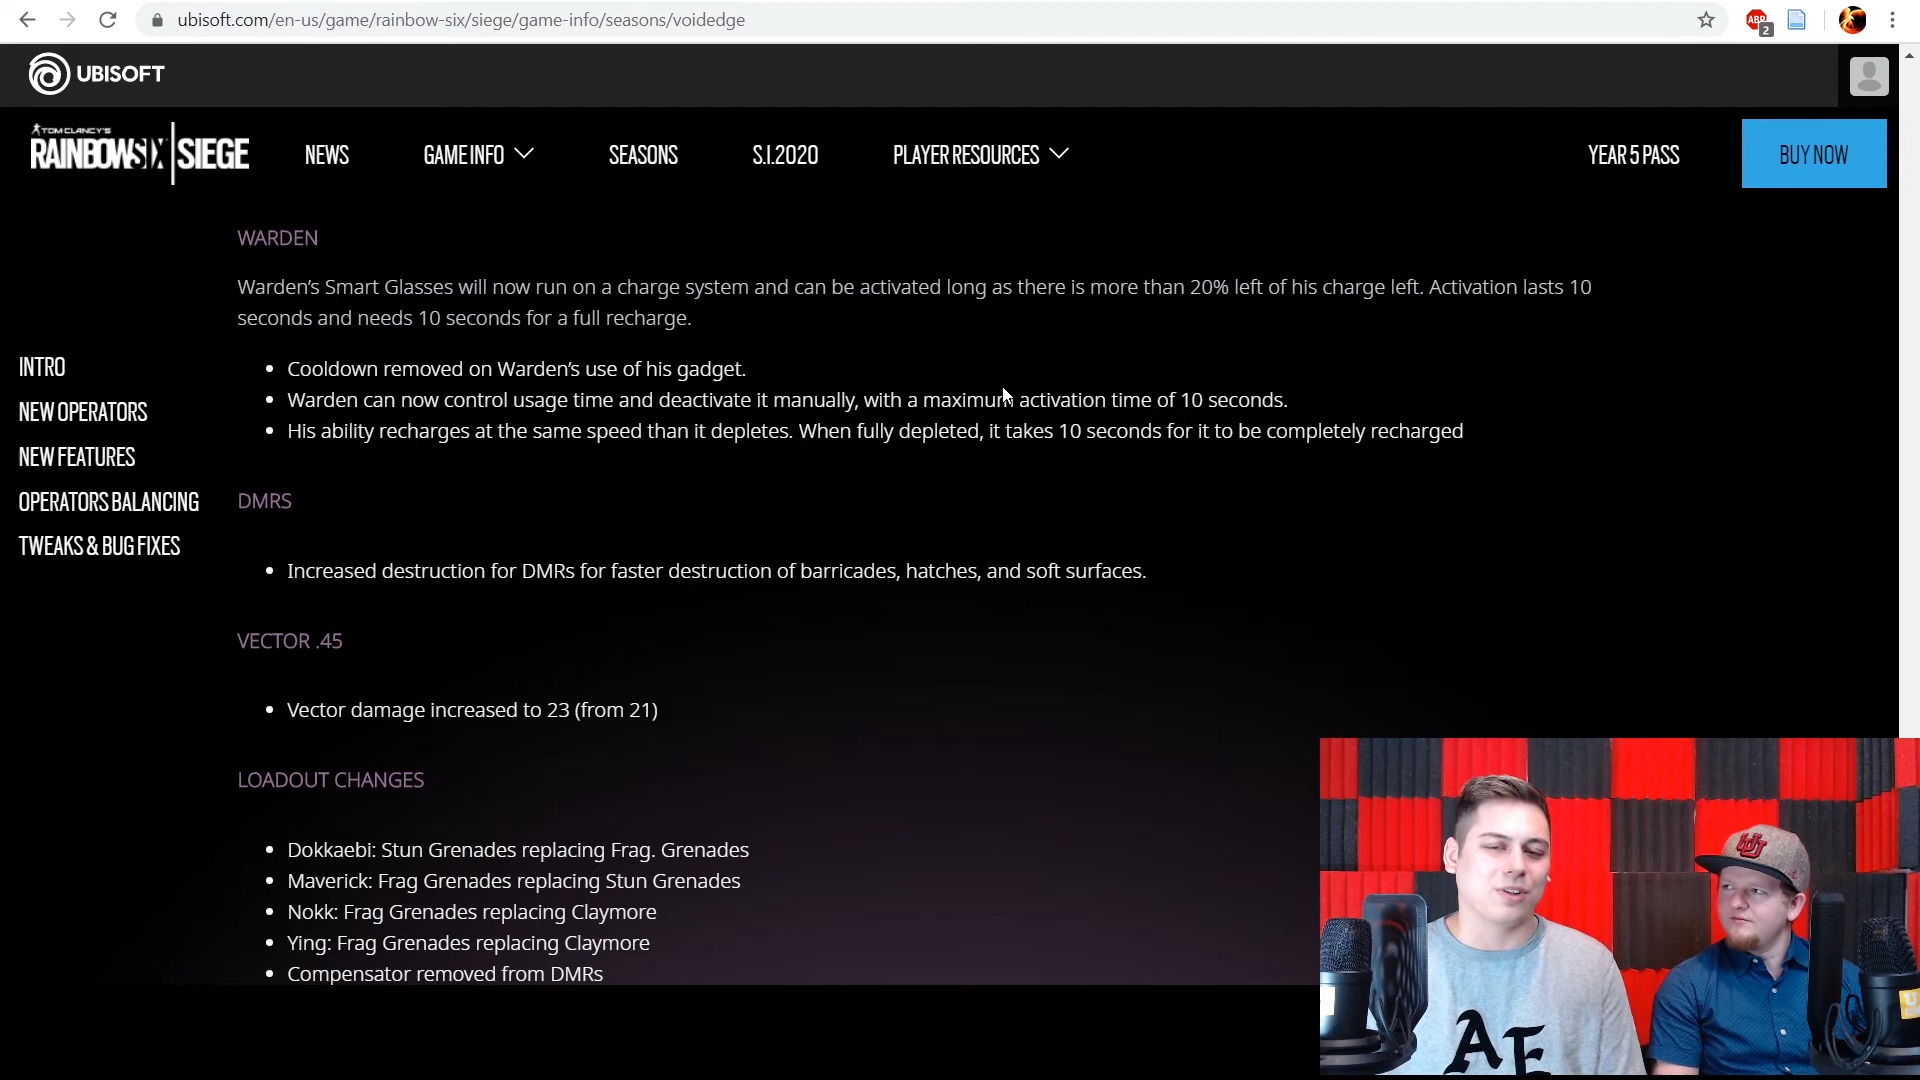 ubisoft.com/en-us/game/rainbow-six/siege/game-info/seasons/voidedge
ABP
2
UBISOFT
TOM CLANCY'S
RAINBOWSIX | SIEGE
NEWS
GAME INFO
SEASONS
S.I.2020
PLAYER RESOURCES
YEAR 5 PASS
BUY NOW
INTRO
NEW OPERATORS
NEW FEATURES
OPERATORS BALANCING
TWEAKS & BUG FIXES
WARDEN
Warden's Smart Glasses will now run on a charge system and can be activated long as there is more than 20% left of his charge left. Activation lasts 10
seconds and needs 10 seconds for a full recharge.
• Cooldown removed on Warden's use of his gadget.
• Warden can now control usage time and deactivate it manually, with a maximum activation time of 10 seconds.
• His ability recharges at the same speed than it depletes. When fully depleted, it takes 10 seconds for it to be completely recharged
DMRS
• Increased destruction for DMRs for faster destruction of barricades, hatches, and soft surfaces.
VECTOR .45
• Vector damage increased to 23 (from 21)
LOADOUT CHANGES
• Dokkaebi: Stun Grenades replacing Frag. Grenades
• Maverick: Frag Grenades replacing Stun Grenades
• Nokk: Frag Grenades replacing Claymore
• Ying: Frag Grenades replacing Claymore
• Compensator removed from DMRs
AE